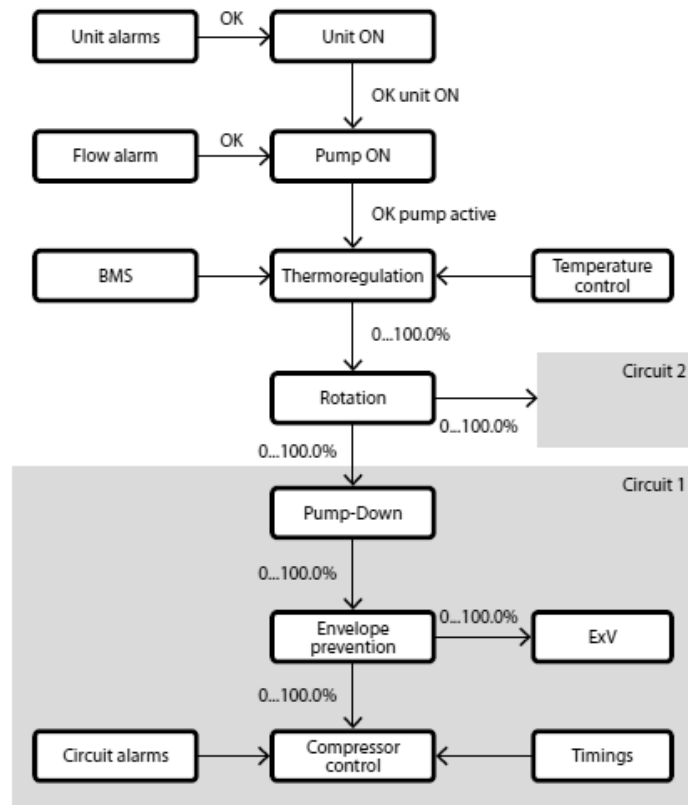 Unit alarms
OK
Unit ON
OK unit ON
Flow alarm
OK
Pump ON
OK pump active
BMS
Thermoregulation
Temperature
control
0...100.0%
Circuit 2
Rotation
0...100.0%
0...100.0%
Circuit 1
Pump-Down
0...100.0%
Envelope
prevention
0...100.0%
ExV
0...100.0%
Circuit alarms
Compressor
control
Timings